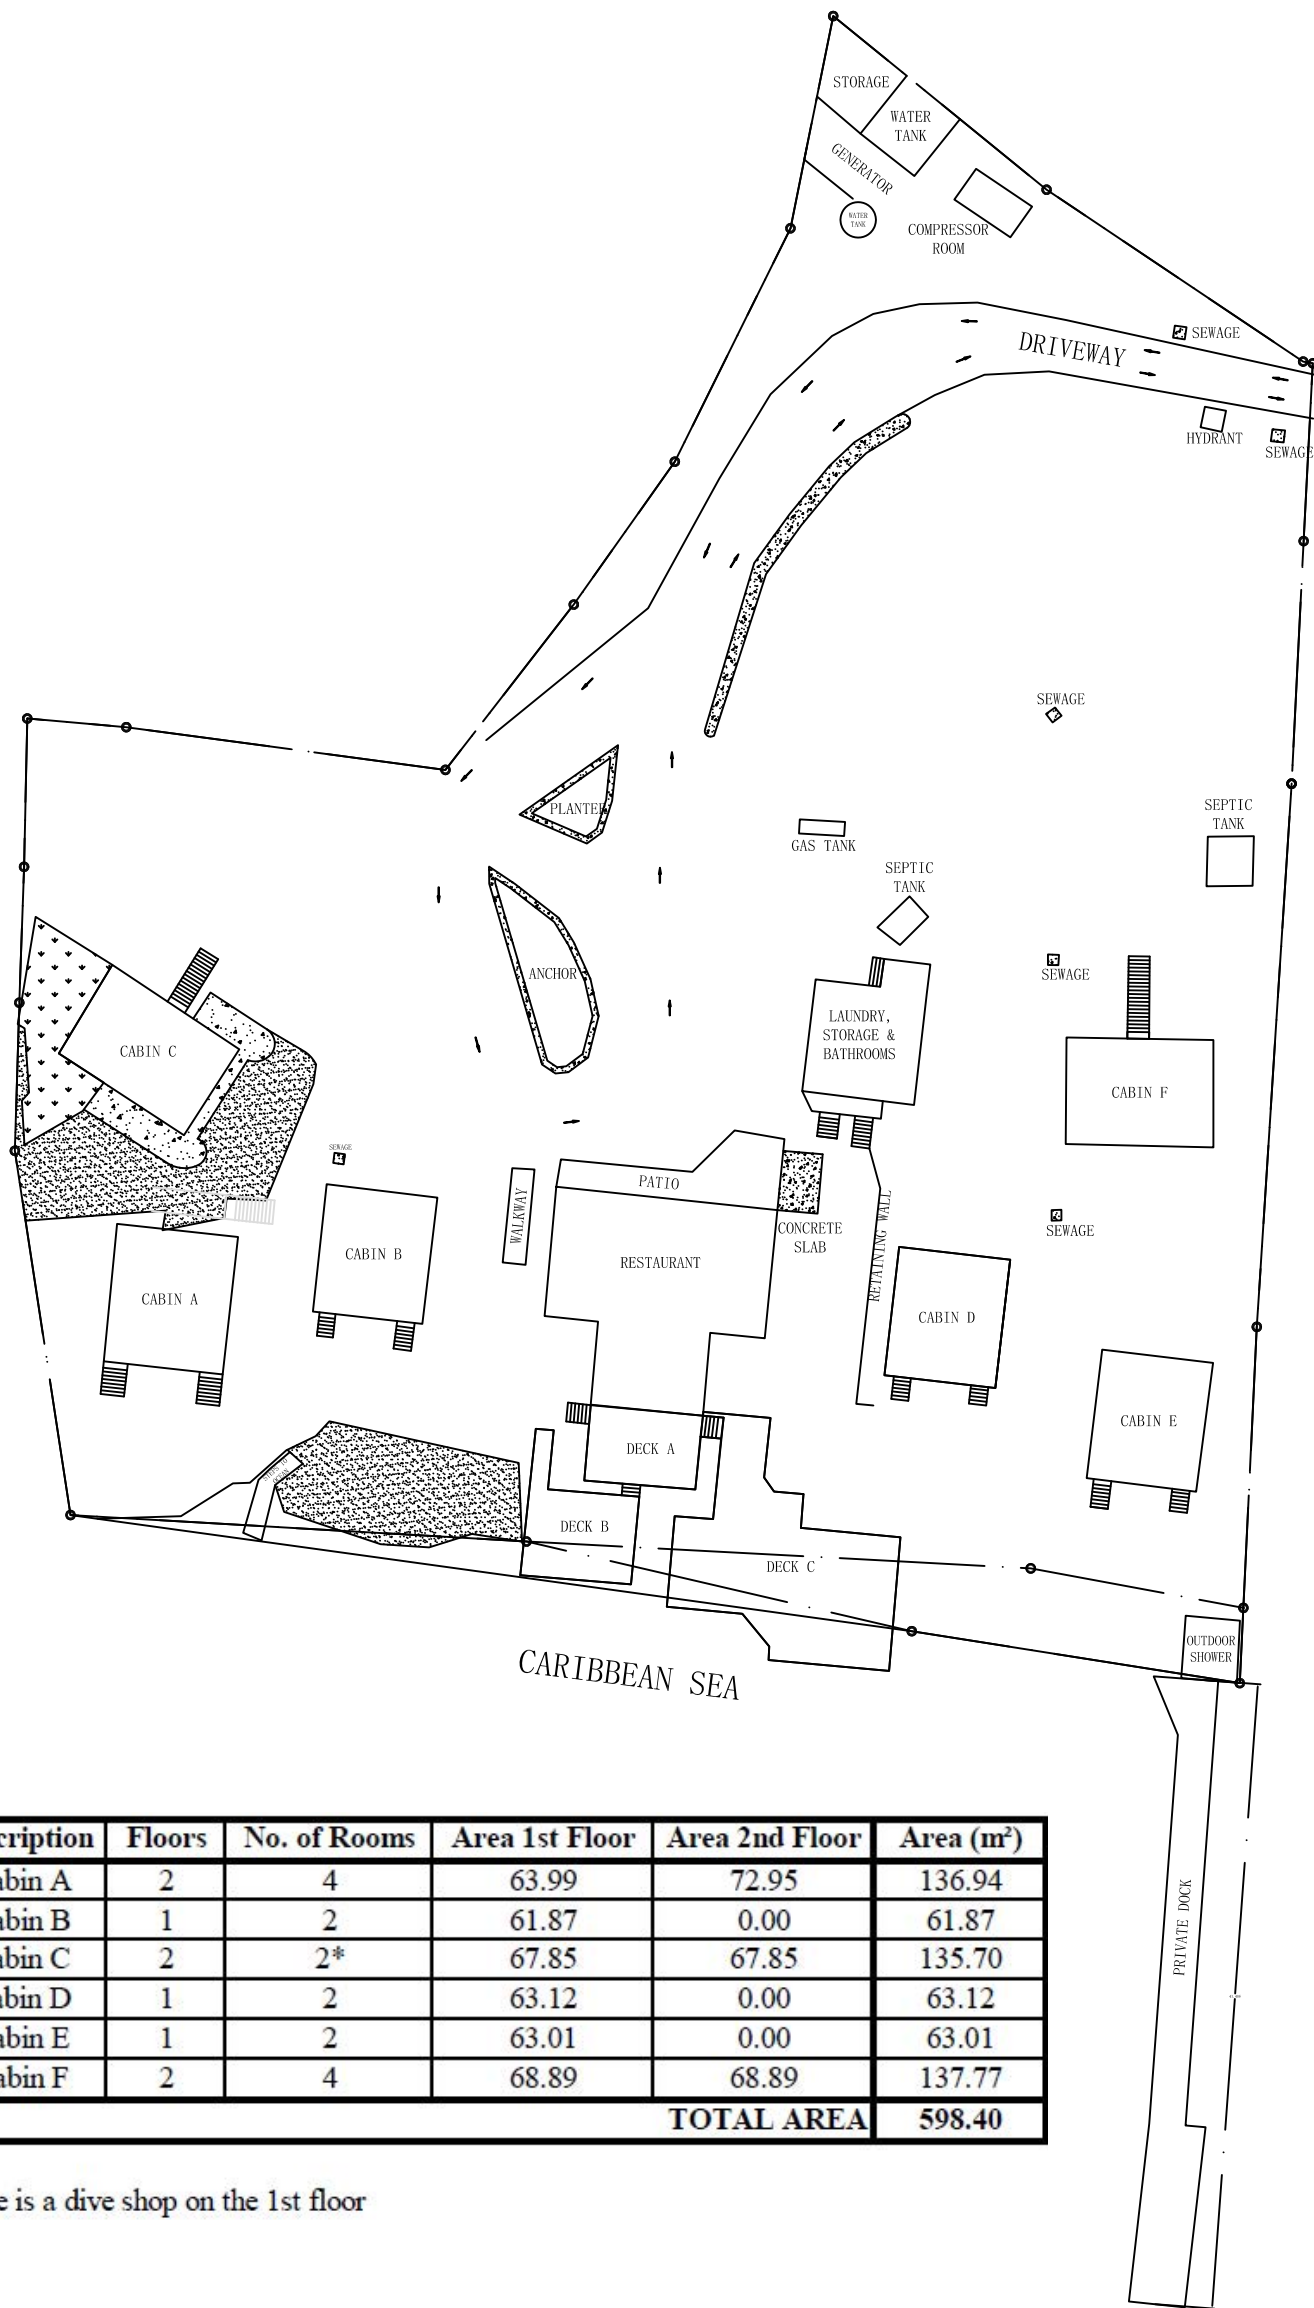 STORAGE
WATER
TANK
GENERATOR
WATER
TANK
COMPRESSOR
ROOM
DRIVEWAY
SEWAGE
HYDRANT
SEWAGE
SEWAGE
SEPTIC
TANK
PLANTER
GAS TANK
SEPTIC
TANK
ANCHOR
SEWAGE
LAUNDRY,
STORAGE &
BATHROOMS
CABIN C
CABIN F
SEWAGE
PATIO
WALKWAY
CONCRETE
SLAB
RETAINING WALL
SEWAGE
CABIN B
RESTAURANT
CABIN A
CABIN D
CABIN E
DECK A
DECK B
DECK C
OUTDOOR
SHOWER
CARIBBEAN SEA
PRIVATE DOCK
cription Floors No. of Rooms Area 1st Floor Area 2nd Floor Area (m²)
abin A 2 4 63.99 72.95 136.94
abin B 1 2 61.87 0.00 61.87
abin C 2 2* 67.85 67.85 135.70
abin D 1 2 63.12 0.00 63.12
abin E 1 2 63.01 0.00 63.01
abin F 2 4 68.89 68.89 137.77
TOTAL AREA 598.40
e is a dive shop on the 1st floor